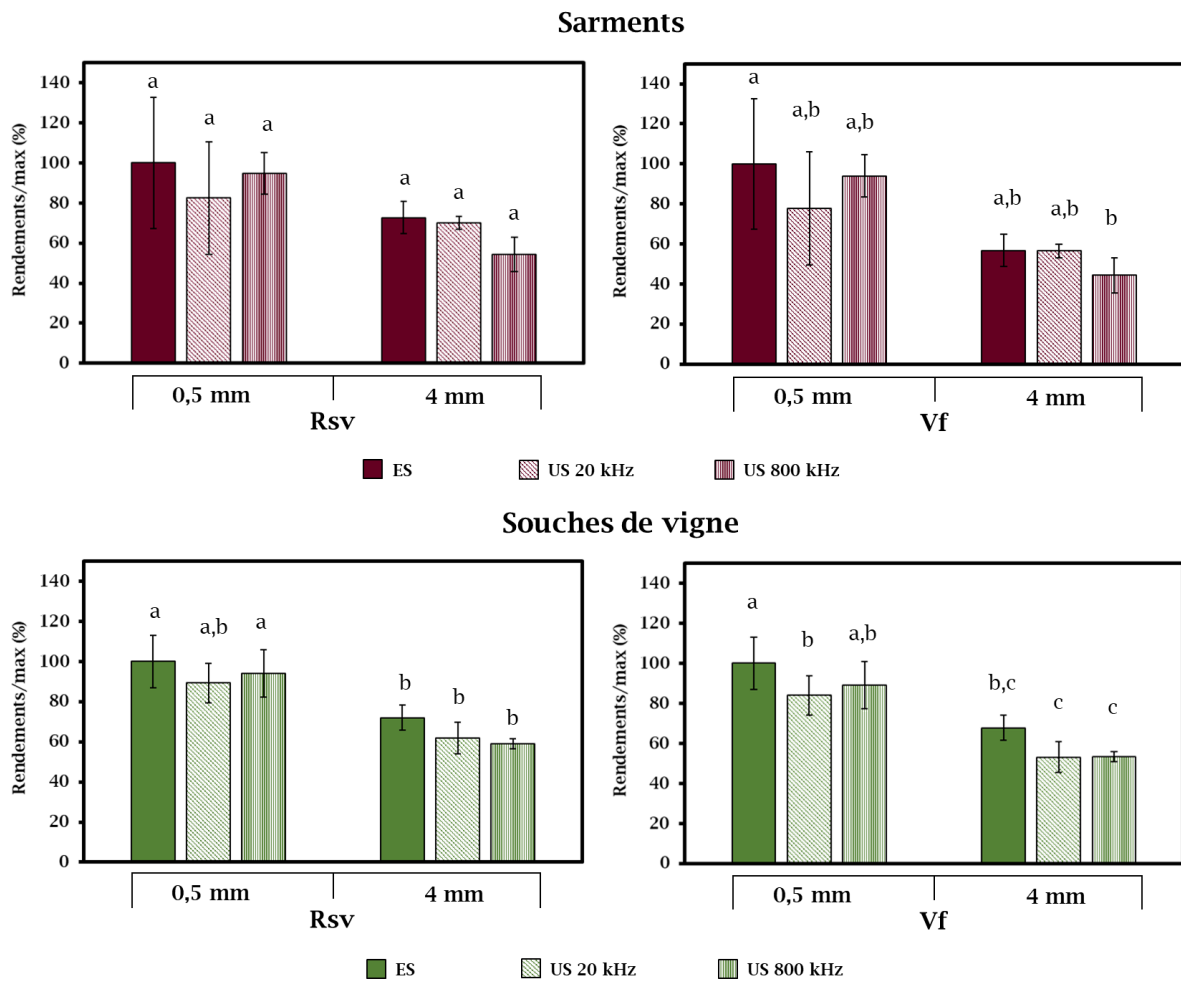 Sarments
Rendements/max (%)
140
120
100
80
60
40
20
0
a
a
a
a
a
a
0,5 mm
4 mm
Rsv
Rendements/max (%)
140
120
100
80
60
40
20
0
a
a,b
a,b
a,b
a,b
b
0,5 mm
4 mm
Vf
ES
US 20 kHz
US 800 kHz
Souches de vigne
Rendements/max (%)
140
120
100
80
60
40
20
0
a
a,b
a
b
b
b
0,5 mm
4 mm
Rsv
Rendements/max (%)
140
120
100
80
60
40
20
0
a
b
a,b
b,c
c
c
0,5 mm
4 mm
Vf
ES
US 20 kHz
US 800 kHz